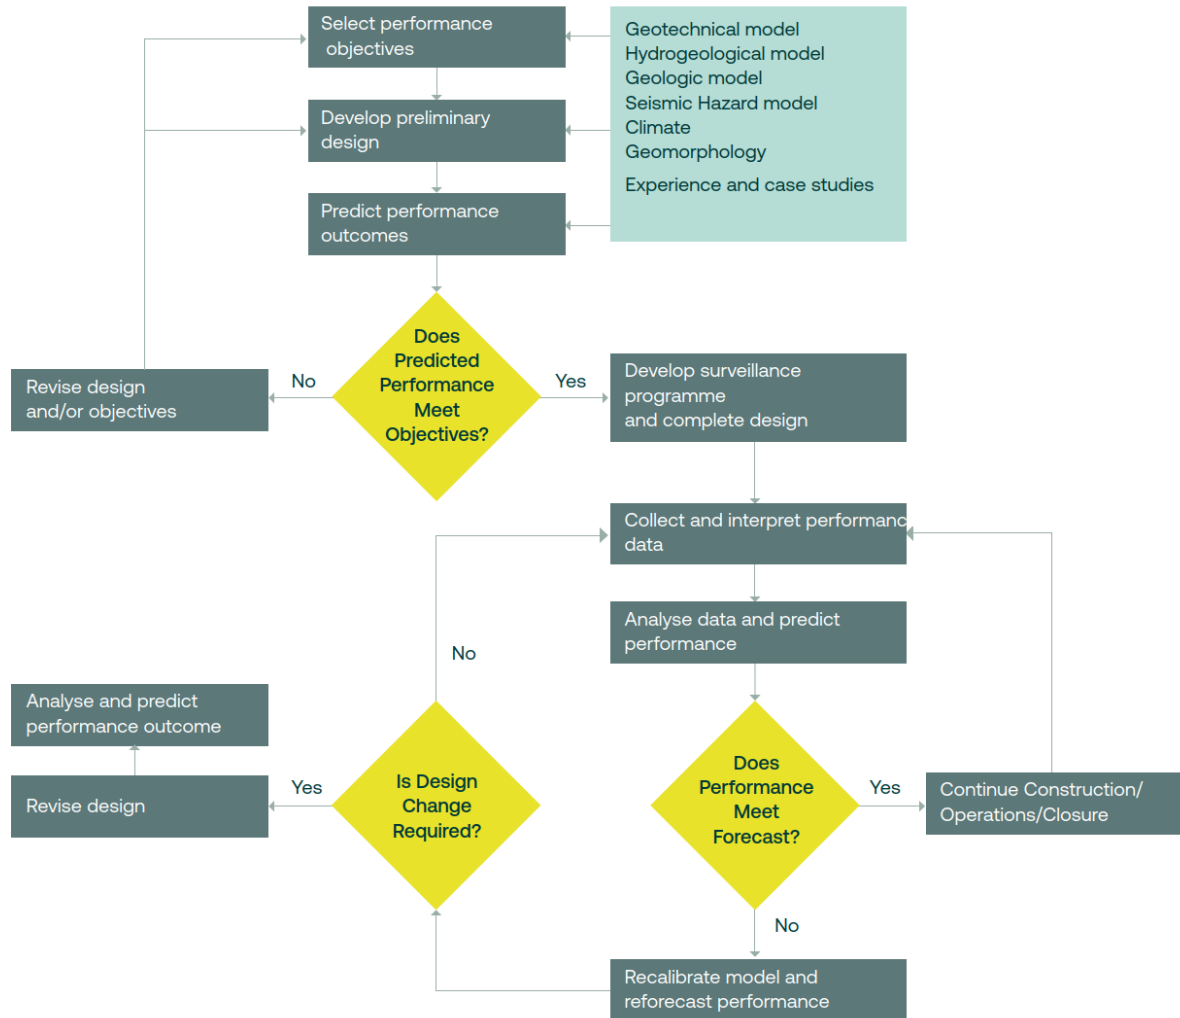 Select performance
objectives
Geotechnical model
Hydrogeological model
Geologic model
Seismic Hazard model
Climate
Geomorphology
Experience and case studies
Develop preliminary
design
Predict performance
outcomes
Does
Predicted
Performance
Meet
Objectives?
No
Yes
Revise design
and/or objectives
Develop surveillance
programme
and complete design
Collect and interpret performanc
data
Analyse data and predict
performance
No
Analyse and predict
performance outcome
Revise design
Yes
Is Design
Change
Required?
Does
Performance
Meet
Forecast?
Yes
Continue Construction/
Operations/Closure
No
Recalibrate model and
reforecast performance